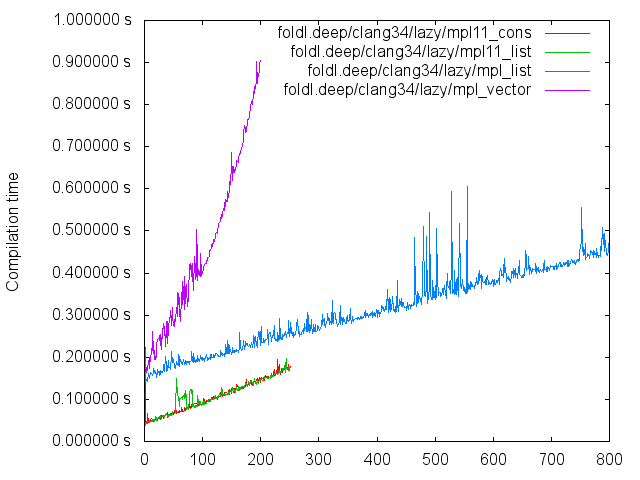 foldl.deep/clang34/lazy/mpl11_cons
foldl.deep/clang34/lazy/mpl11_list
foldl.deep/clang34/lazy/mpl_list
foldl.deep/clang34/lazy/mpl_vector
Compilation time
1.000000 s
0.900000 s
0.800000 s
0.700000 s
0.600000 s
0.500000 s
0.400000 s
0.300000 s
0.200000 s
0.100000 s
0.000000 s
0 100 200 300 400 500 600 700 800